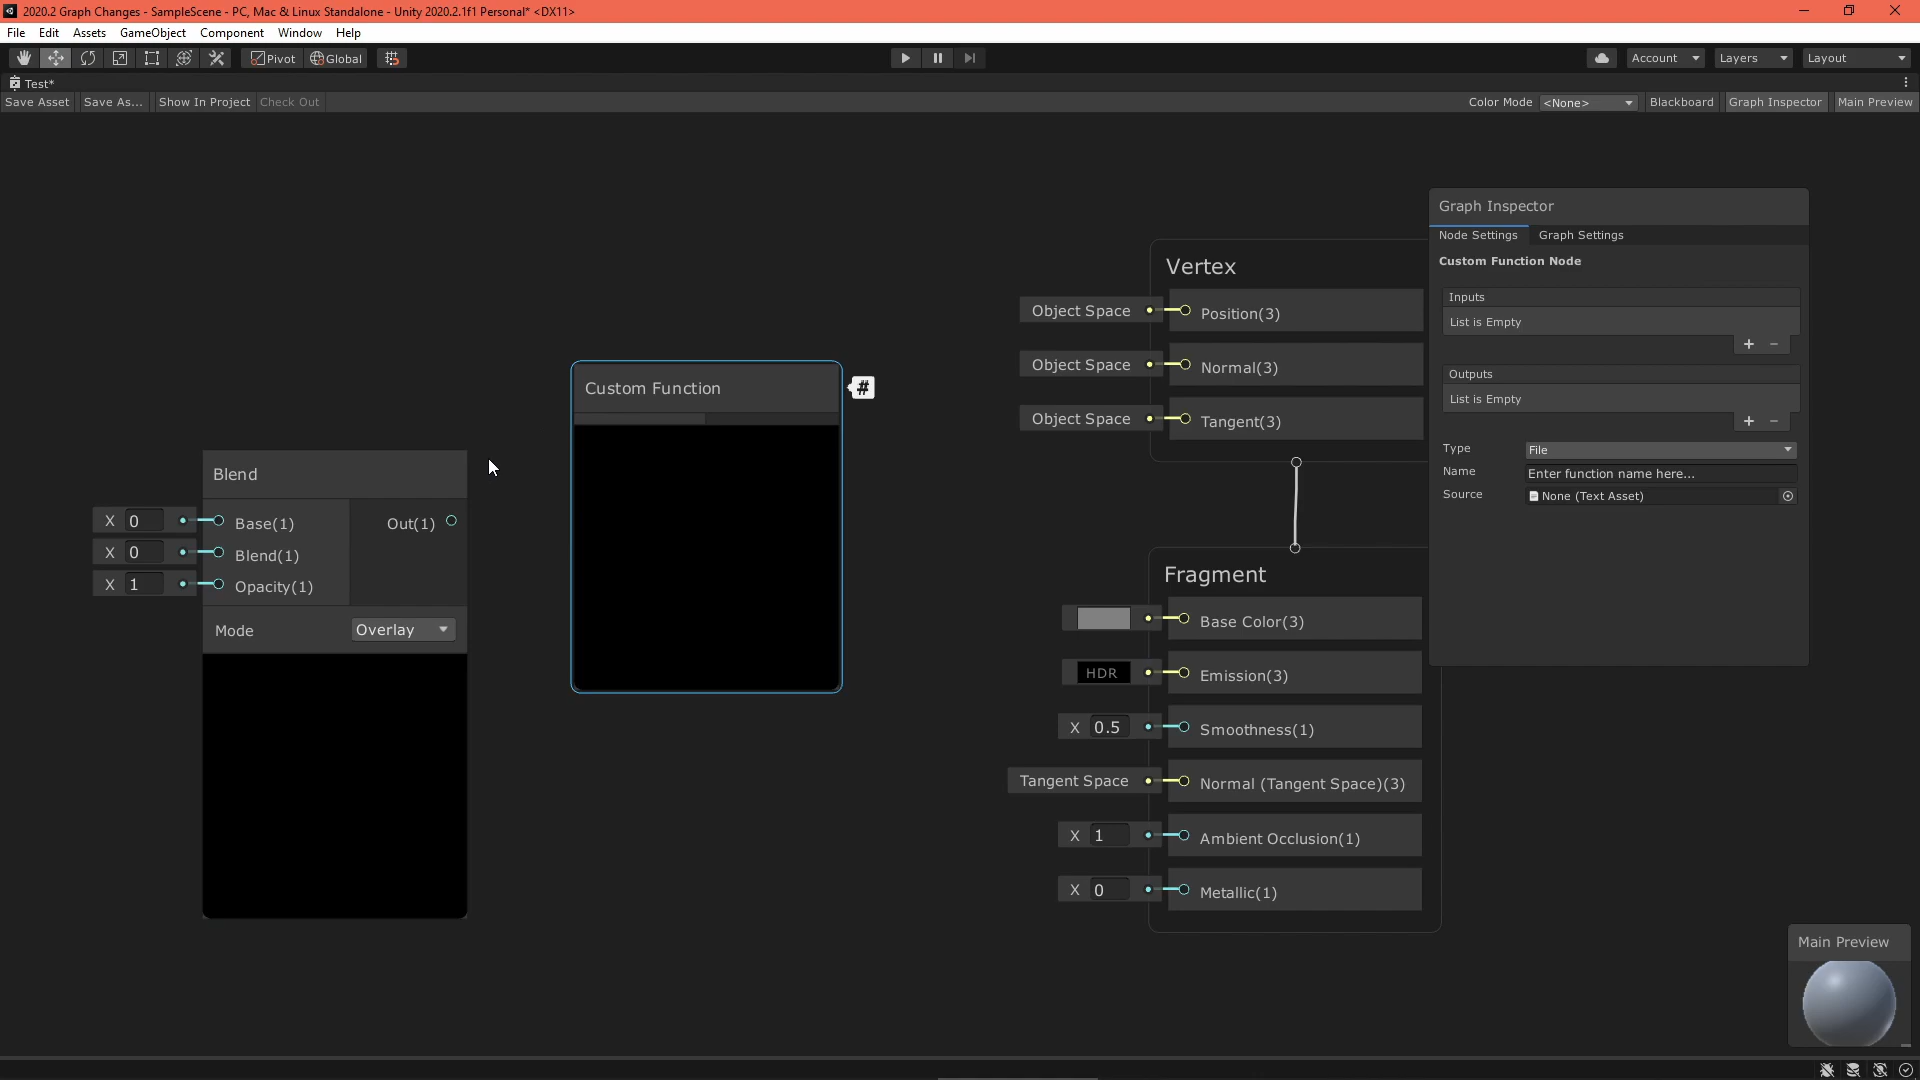 2020.2 Graph Changes - SampleScene - PC, Mac & Linux Standalone - Unity 2020.2.1f1 Personal* <DX11>
File Edit Assets GameObject Component Window Help
Pivot Global Account Layers Layout
Test*
Save Asset Save As... Show In Project Check Out Color Mode <None> Blackboard Graph Inspector Main Preview
Blend
X 0 Base(1) Out(1)
X 0 Blend(1)
X 1 Opacity(1)
Mode Overlay
Custom Function #
Vertex
Object Space Position(3)
Object Space Normal(3)
Object Space Tangent(3)
Fragment
Base Color(3)
HDR Emission(3)
X 0.5 Smoothness(1)
Tangent Space Normal (Tangent Space)(3)
X 1 Ambient Occlusion(1)
X 0 Metallic(1)
Graph Inspector
Node Settings Graph Settings
Custom Function Node
Inputs
List is Empty
+ −
Outputs
List is Empty
+ −
Type File
Name Enter function name here...
Source None (Text Asset)
Main Preview